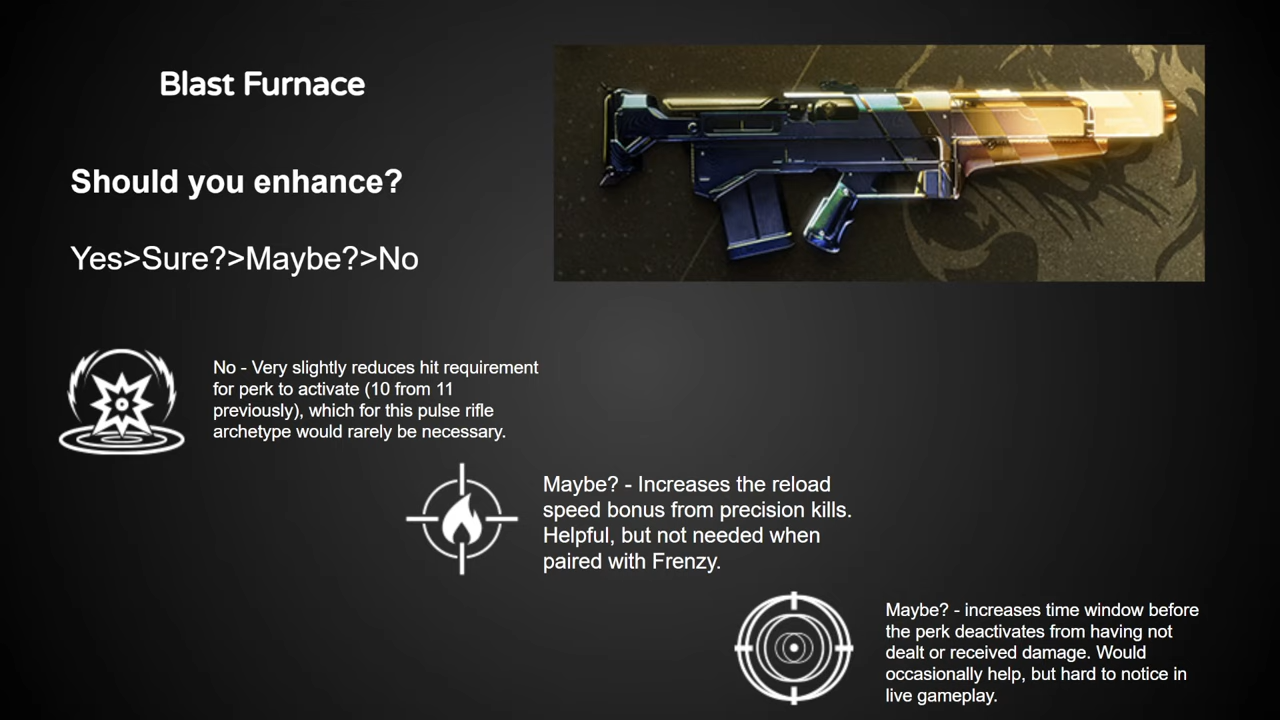 Blast Furnace
Should you enhance?
Yes>Sure?>Maybe?>No
No - Very slightly reduces hit requirement
for perk to activate (10 from 11
previously), which for this pulse rifle
archetype would rarely be necessary.
Maybe? - Increases the reload
speed bonus from precision kills.
Helpful, but not needed when
paired with Frenzy.
Maybe? - increases time window before
the perk deactivates from having not
dealt or received damage. Would
occasionally help, but hard to notice in
live gameplay.